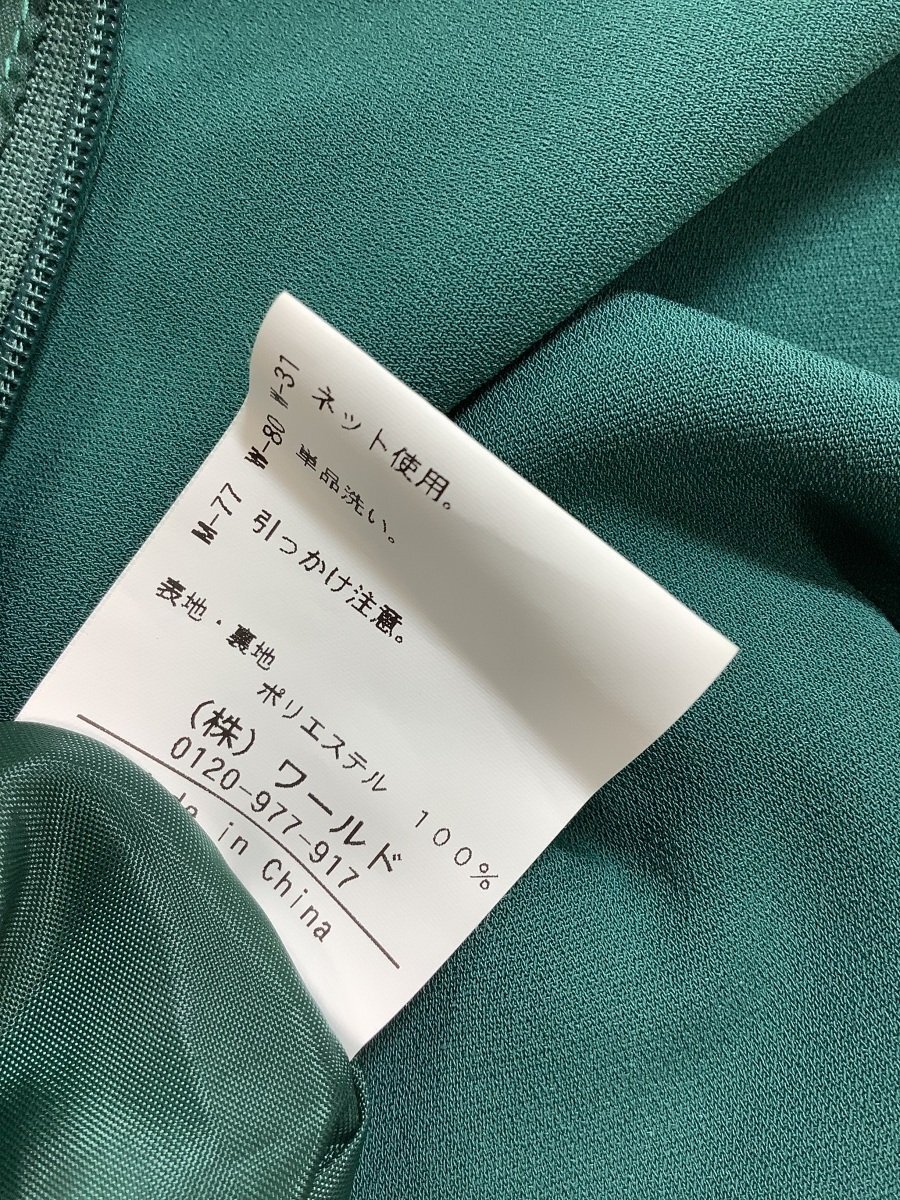 W-31 ネット使用。
W-80 単品洗い。
M-77 引っかけ注意。
表地・裏地
ポリエステル 100%
(株)ワールド
0120-977-917
in China